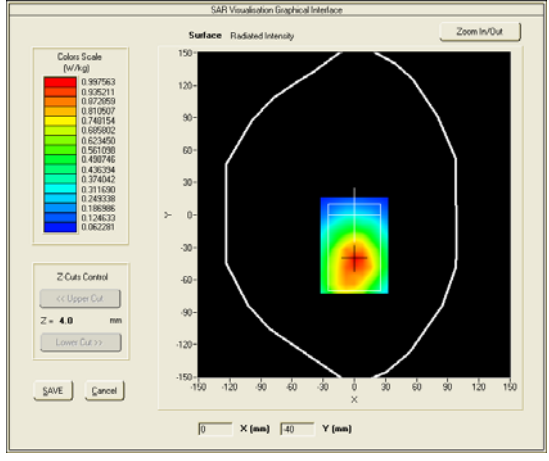 SAR Visualisation Graphical Interface
Surface Radiated Intensity
Zoom In/Out
Colors Scale
(W/kg)
0.997563
0.935211
0.872859
0.810507
0.748154
0.685802
0.623450
0.561098
0.498746
0.436394
0.374042
0.311690
0.249338
0.186986
0.124633
0.062281
150
120
90
60
30
0
-30
-60
-90
-120
-150
Y
-150 -120 -90 -60 -30 0 30 60 90 120 150
X
Z Cuts Control
<< Upper Cut
Z = 4.0 mm
Lower Cut >>
SAVE Cancel
0 X (mm) -40 Y (mm)